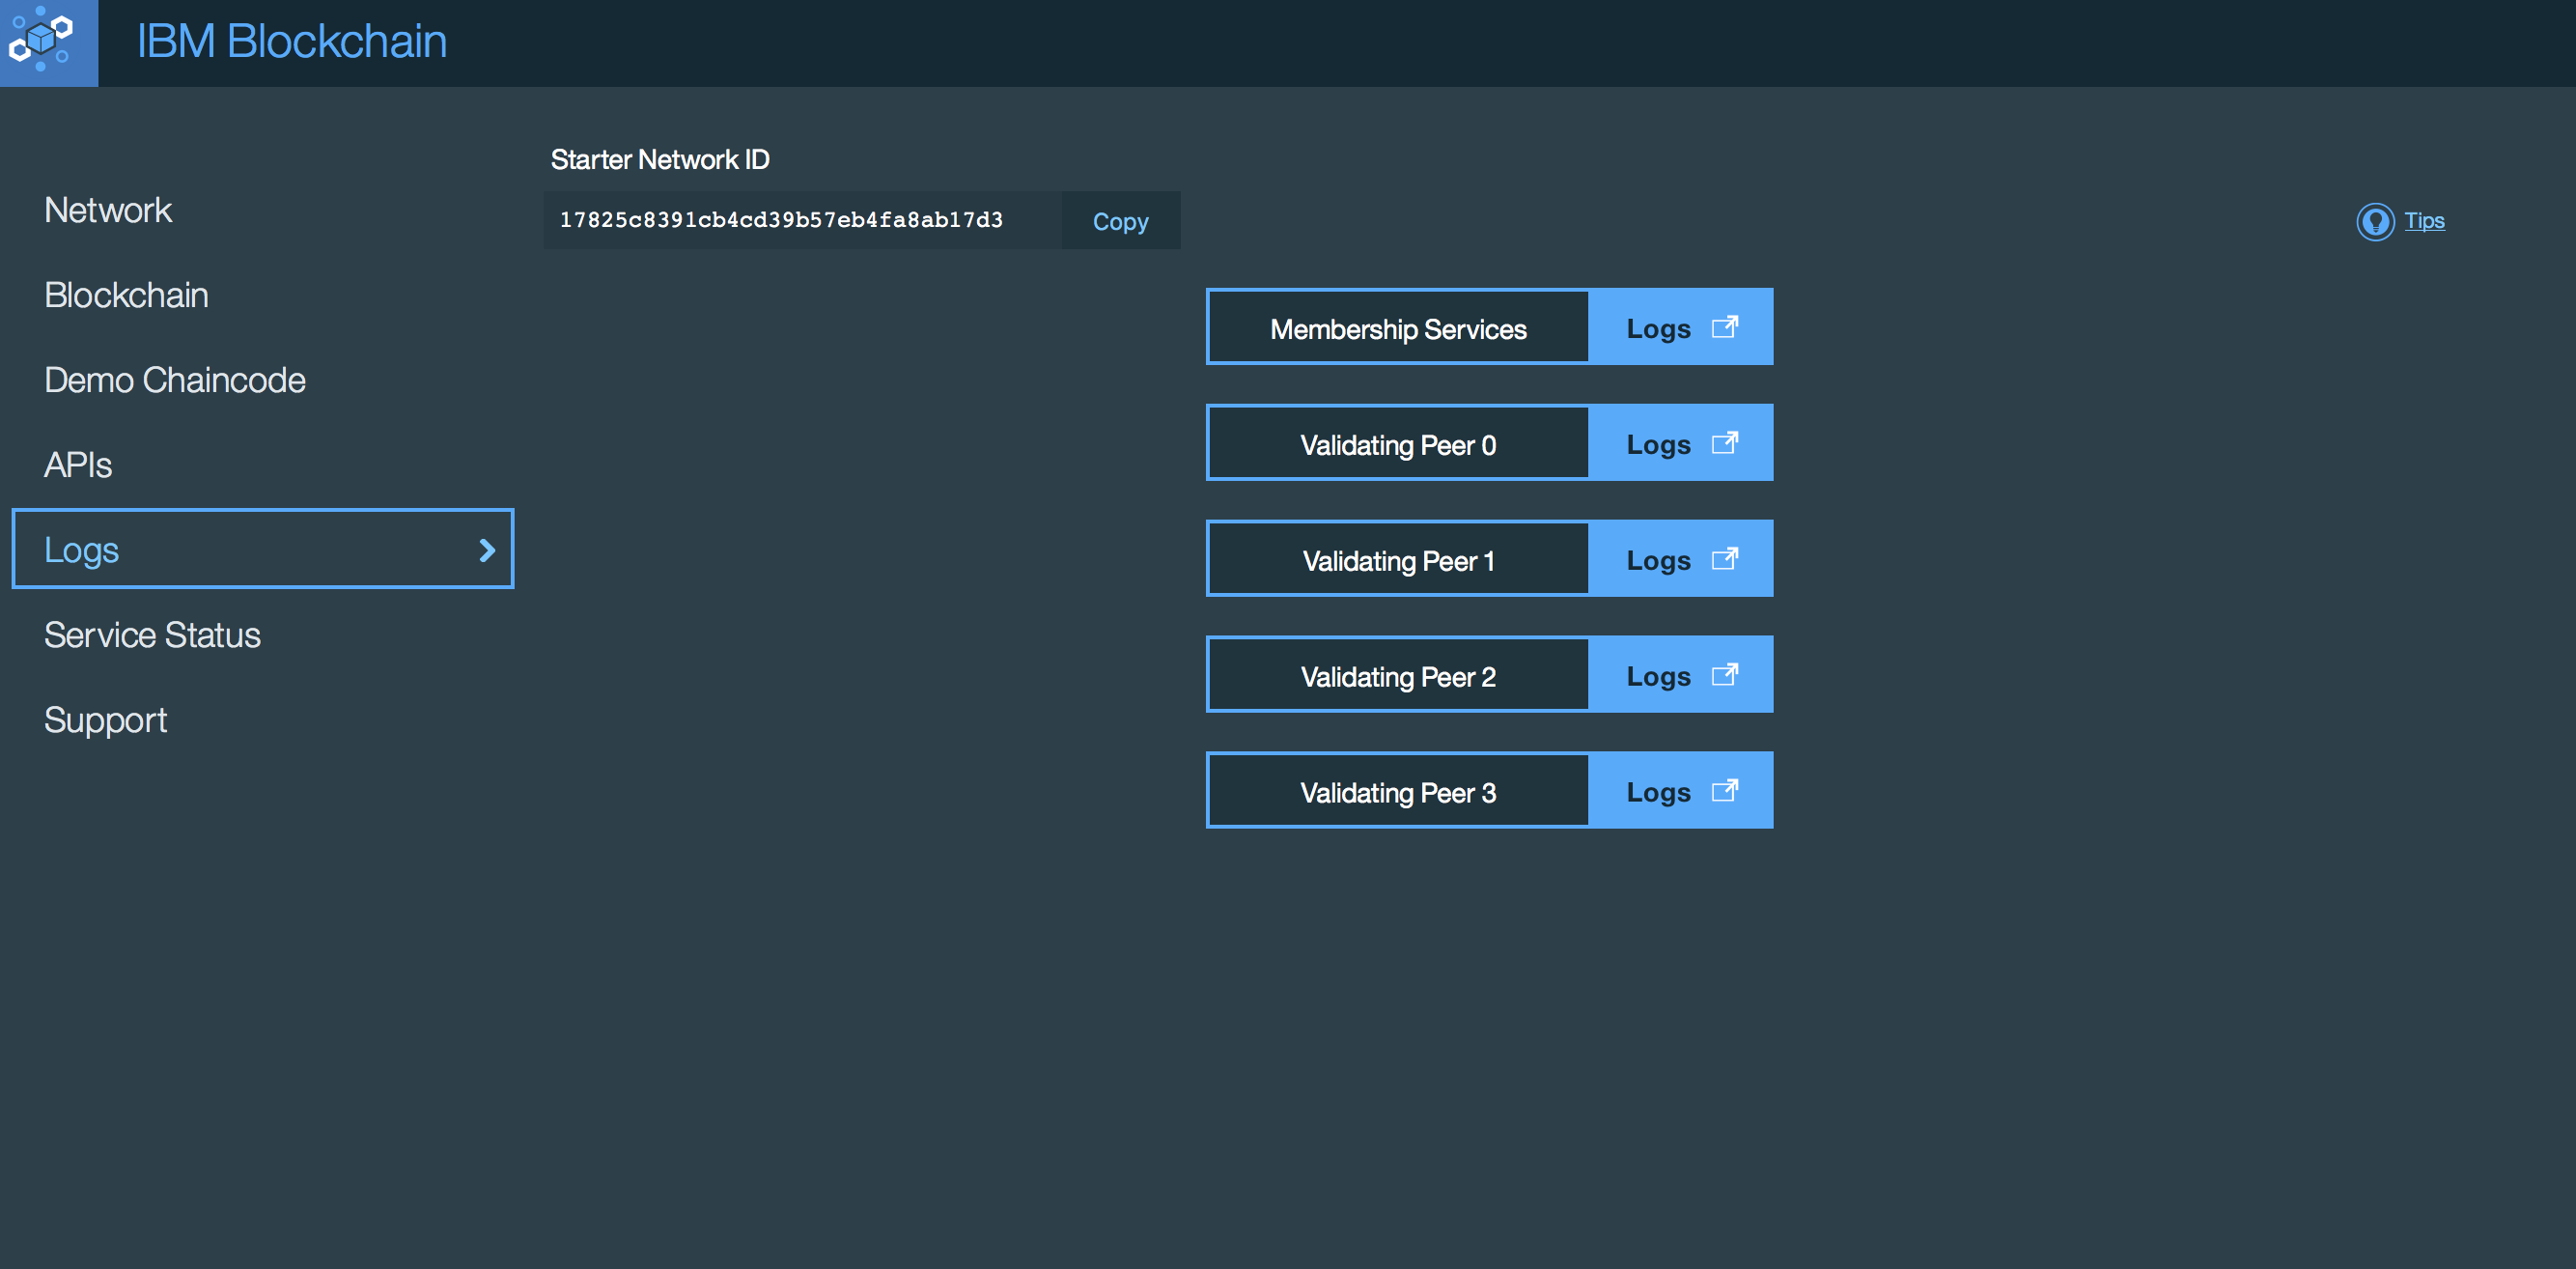 IBM Blockchain
Starter Network ID
17825c8391cb4cd39b57eb4fa8ab17d3 Copy
Tips
Network
Blockchain
Demo Chaincode
APIs
Logs
Service Status
Support
Membership Services Logs
Validating Peer 0 Logs
Validating Peer 1 Logs
Validating Peer 2 Logs
Validating Peer 3 Logs